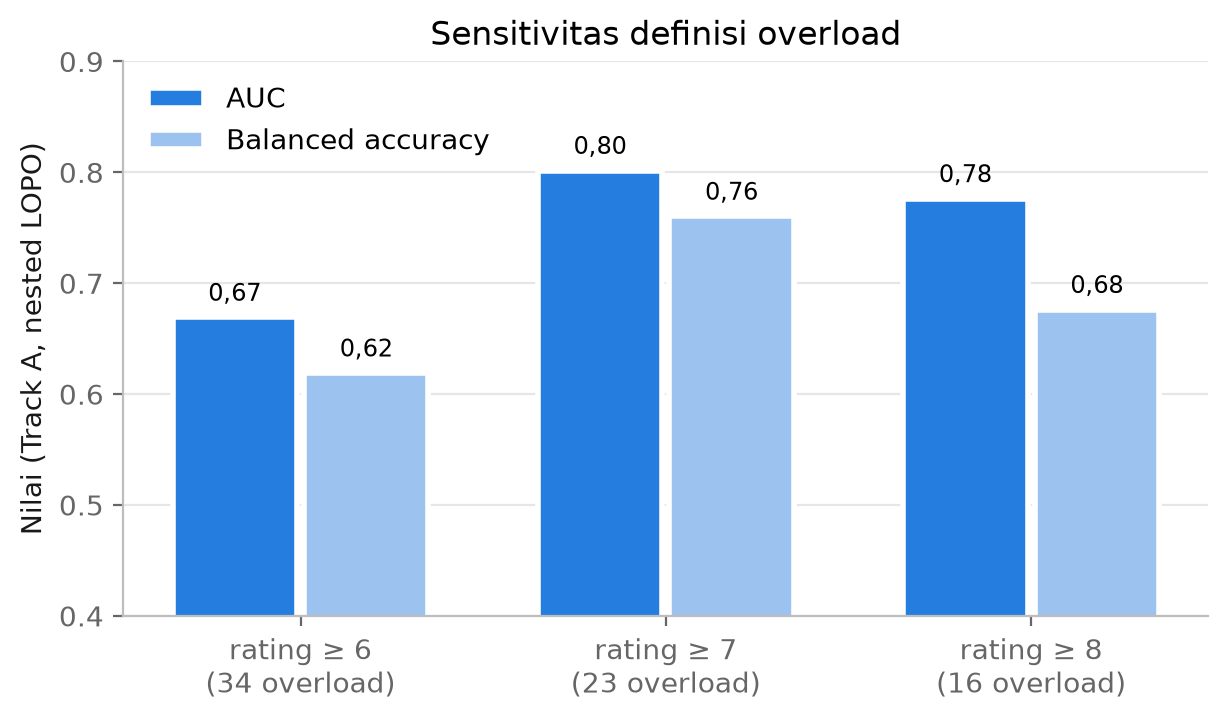 Sensitivitas definisi overload
Nilai (Track A, nested LOPO)
0.9
0.8
0.7
0.6
0.5
0.4
AUC
Balanced accuracy
0,67
0,62
0,80
0,76
0,78
0,68
rating ≥ 6
(34 overload)
rating ≥ 7
(23 overload)
rating ≥ 8
(16 overload)